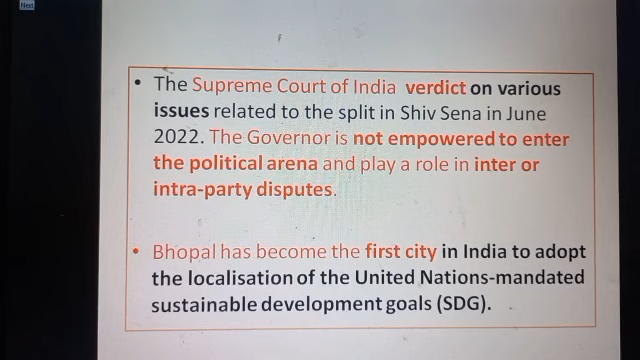 Next
• The Supreme Court of India verdict on various
issues related to the split in Shiv Sena in June
2022. The Governor is not empowered to enter
the political arena and play a role in inter or
intra-party disputes.
• Bhopal has become the first city in India to adopt
the localisation of the United Nations-mandated
sustainable development goals (SDG).